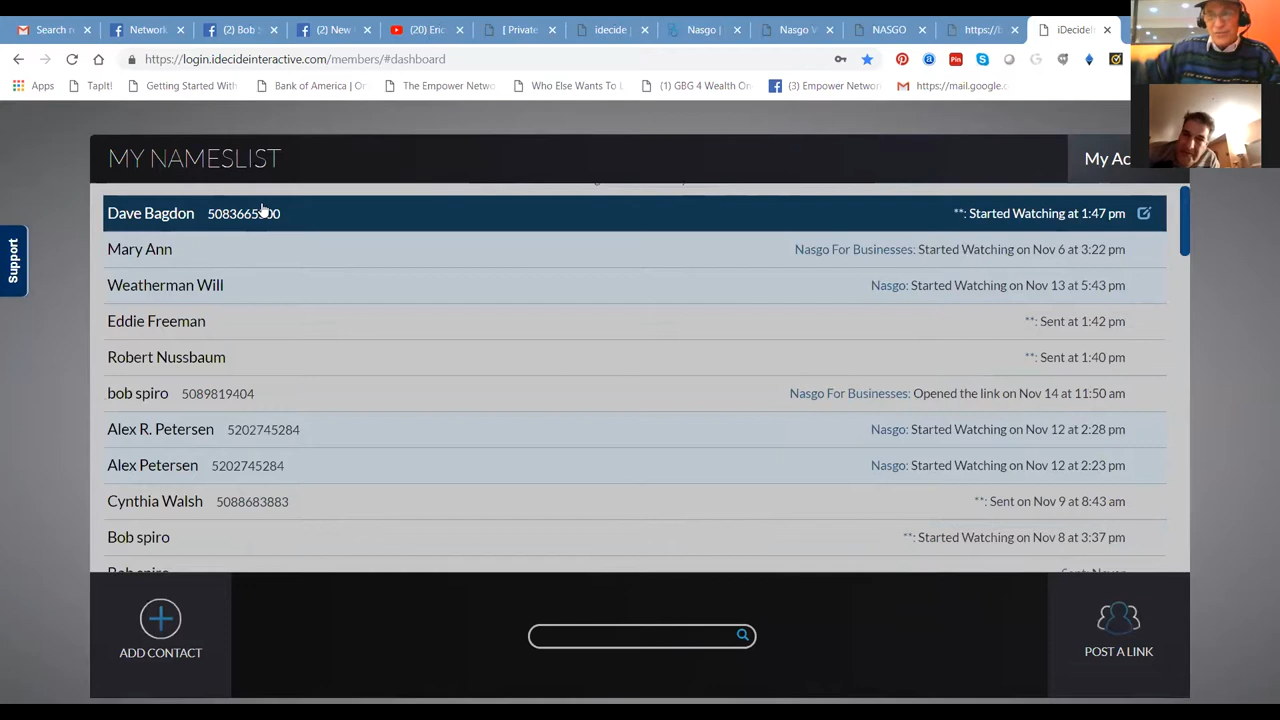 Search r
Network
(2) Bob S
(2) New
(20) Eric
[ Private
idecide
Nasgo |
Nasgo V
NASGO
https://
iDecideIn
https://login.idecideinteractive.com/members/#dashboard
Apps TapIt! Getting Started With Bank of America | O The Empower Netwo Who Else Wants To L (1) GBG 4 Wealth On (3) Empower Networ https://mail.google.c
MY NAMESLIST
My Ac
Dave Bagdon **: Started Watching at 1:47 pm
Mary Ann Nasgo For Businesses: Started Watching on Nov 6 at 3:22 pm
Weatherman Will Nasgo: Started Watching on Nov 13 at 5:43 pm
Eddie Freeman **: Sent at 1:42 pm
Robert Nussbaum **: Sent at 1:40 pm
bob spiro 5089819404 Nasgo For Businesses: Opened the link on Nov 14 at 11:50 am
Alex R. Petersen 5202745284 Nasgo: Started Watching on Nov 12 at 2:28 pm
Alex Petersen 5202745284 Nasgo: Started Watching on Nov 12 at 2:23 pm
Cynthia Walsh 5088683883 **: Sent on Nov 9 at 8:43 am
Bob spiro **: Started Watching on Nov 8 at 3:37 pm
Support
ADD CONTACT
POST A LINK